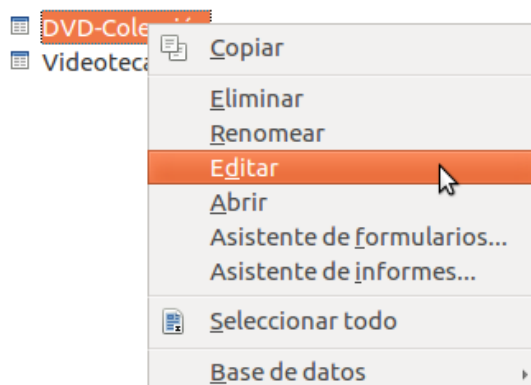 DVD-Cole
Videoteca
Copiar
Eliminar
Renomear
Editar
Abrir
Asistente de formularios...
Asistente de informes...
Seleccionar todo
Base de datos